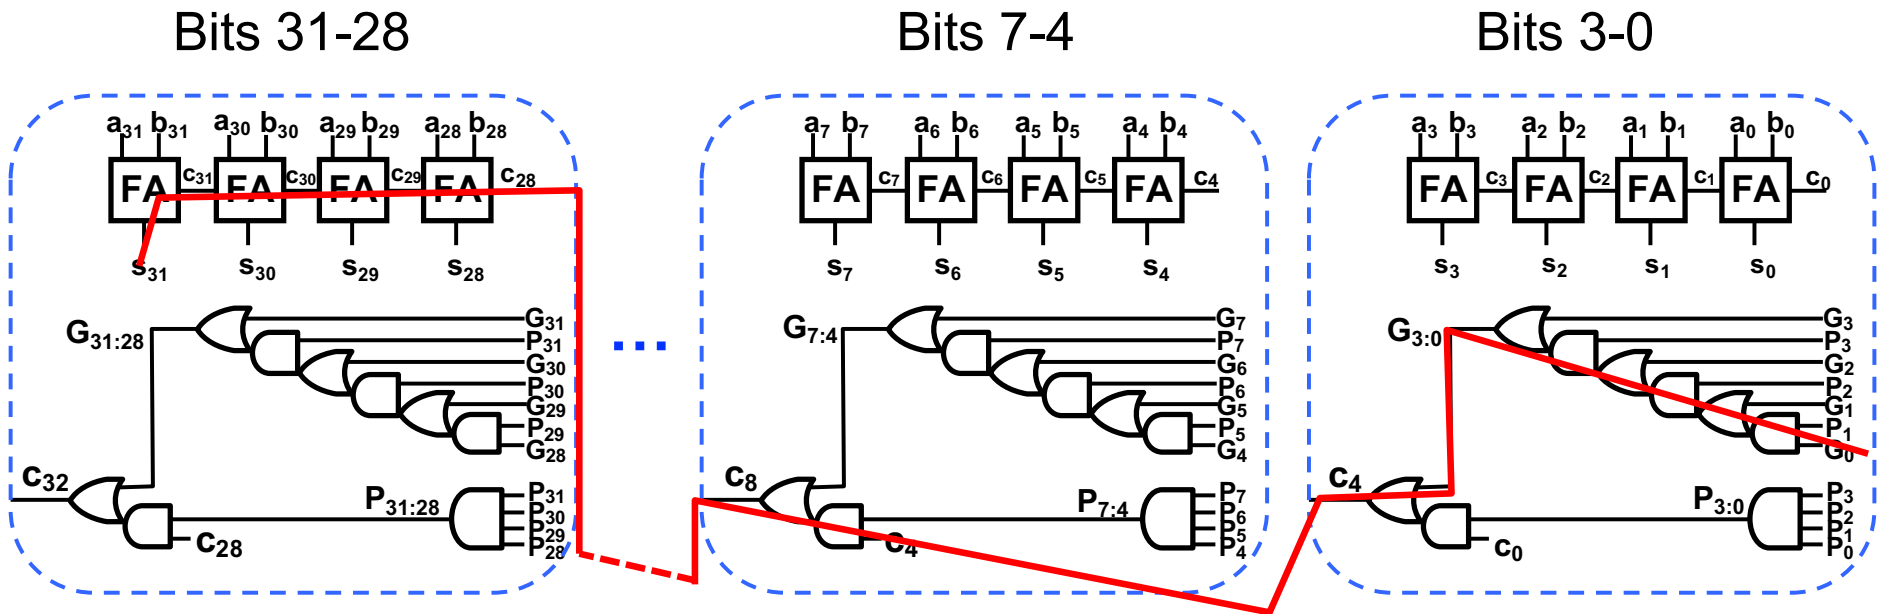 Bits 31-28
Bits 7-4
Bits 3-0
a31 b31 a30 b30 a29 b29 a28 b28
FA c31 FA c30 FA c29 FA c28
s31 s30 s29 s28
G31:28
G31
P31
G30
P30
G29
P29
G28
c32
P31:28
P31
P30
P29
P28
c28
...
a7 b7 a6 b6 a5 b5 a4 b4
FA c7 FA c6 FA c5 FA c4
s7 s6 s5 s4
G7:4
G7
P7
G6
P6
G5
P5
G4
c8
P7:4
P7
P6
P5
P4
c4
a3 b3 a2 b2 a1 b1 a0 b0
FA c3 FA c2 FA c1 FA c0
s3 s2 s1 s0
G3:0
G3
P3
G2
P2
G1
P1
G0
c4
P3:0
P3
P2
P1
P0
c0